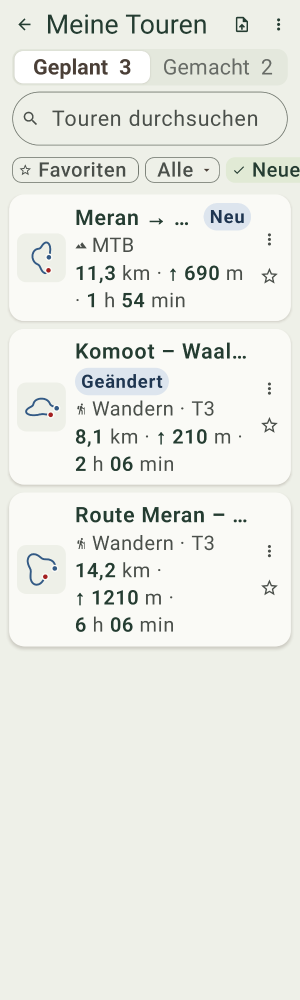 Meine Touren
Geplant 3 Gemacht 2
Touren durchsuchen
Favoriten Alle Neue
Meran → … Neu
MTB
11,3 km · ↑ 690 m
· 1 h 54 min
Komoot – Waal…
Geändert
Wandern · T3
8,1 km · ↑ 210 m ·
2 h 06 min
Route Meran – …
Wandern · T3
14,2 km ·
↑ 1210 m ·
6 h 06 min